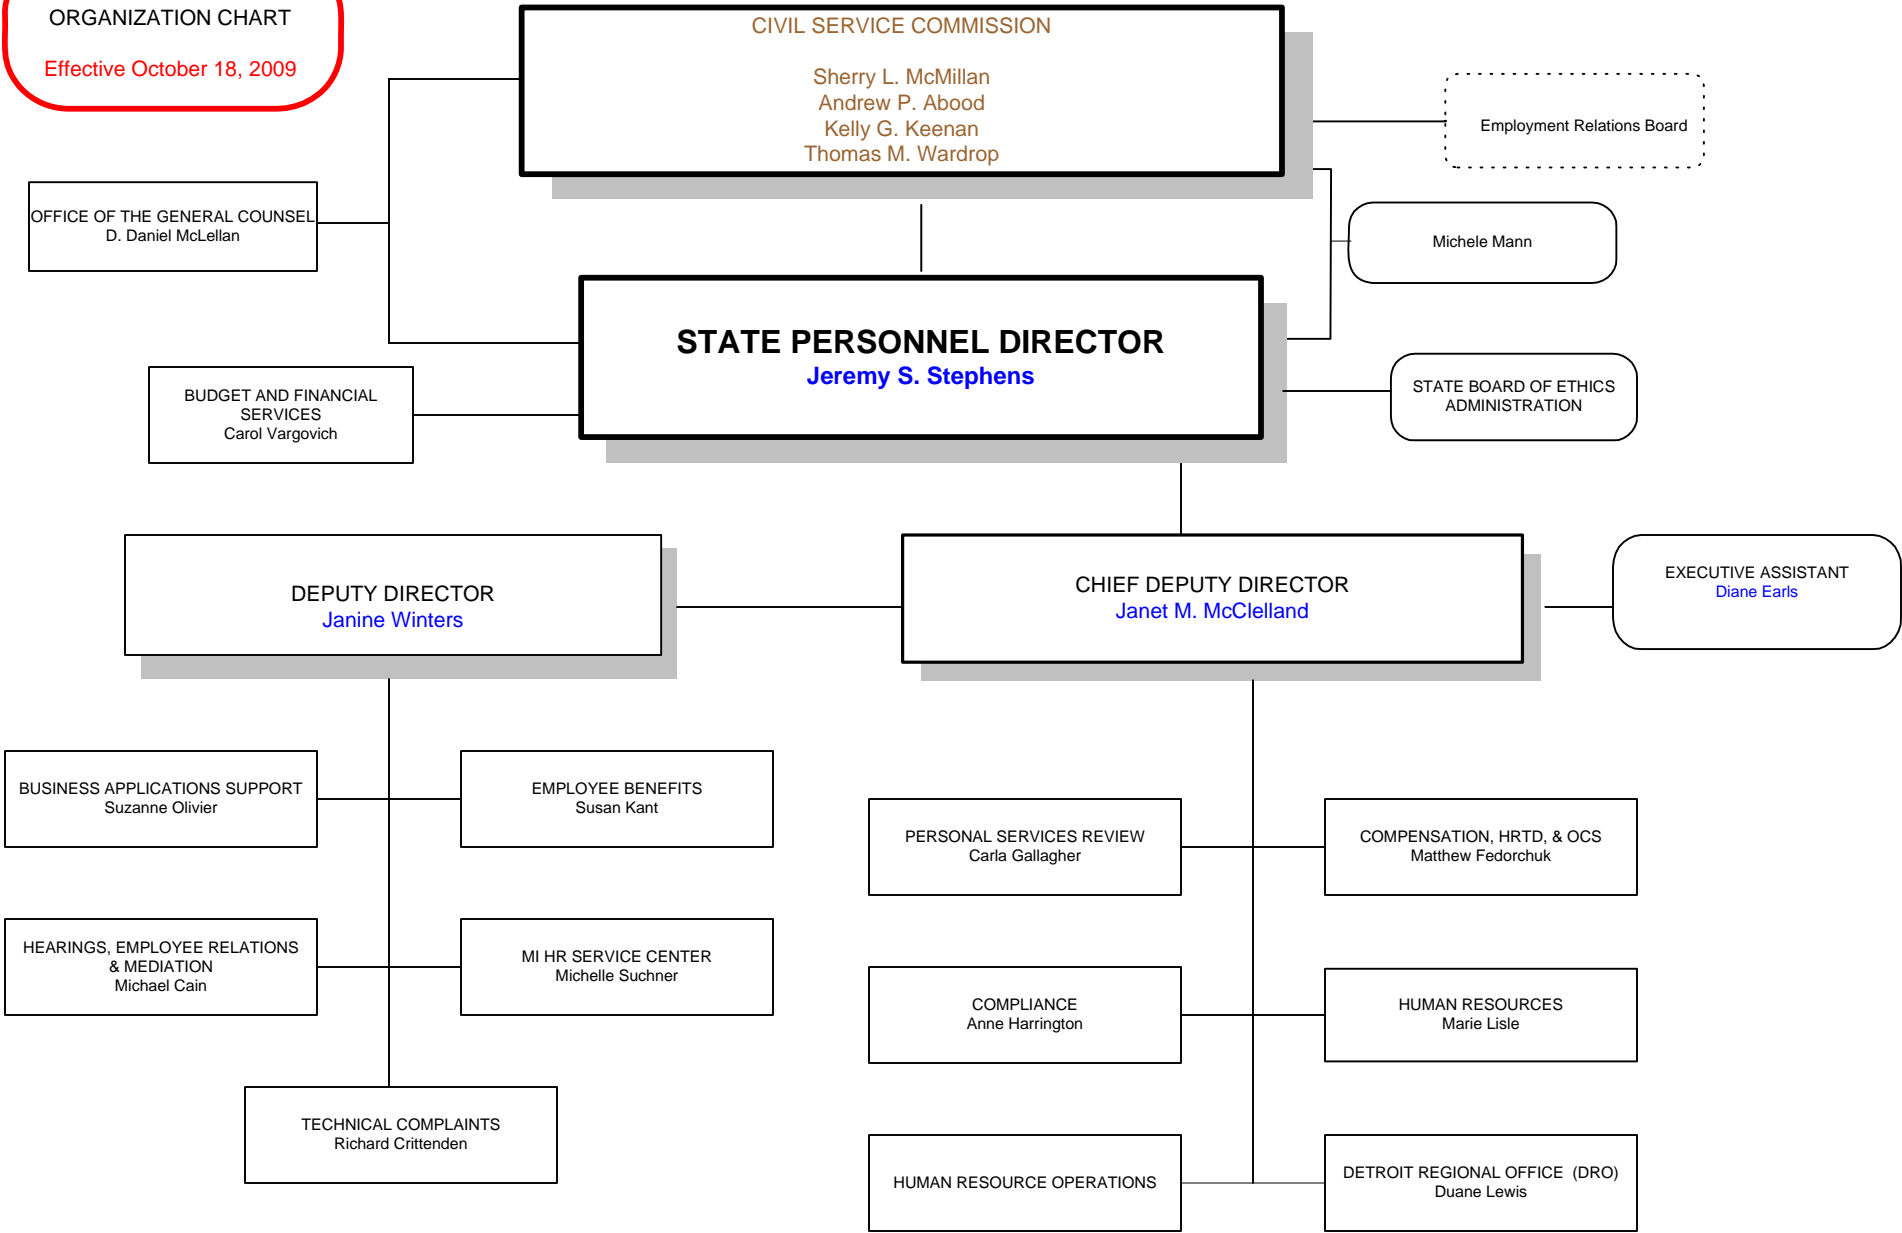 ORGANIZATION CHART
Effective October 18, 2009
CIVIL SERVICE COMMISSION
Sherry L. McMillan
Andrew P. Abood
Kelly G. Keenan
Thomas M. Wardrop
Employment Relations Board
OFFICE OF THE GENERAL COUNSEL
D. Daniel McLellan
Michele Mann
STATE PERSONNEL DIRECTOR
Jeremy S. Stephens
BUDGET AND FINANCIAL
SERVICES
Carol Vargovich
STATE BOARD OF ETHICS
ADMINISTRATION
DEPUTY DIRECTOR
Janine Winters
CHIEF DEPUTY DIRECTOR
Janet M. McClelland
EXECUTIVE ASSISTANT
Diane Earls
BUSINESS APPLICATIONS SUPPORT
Suzanne Olivier
EMPLOYEE BENEFITS
Susan Kant
PERSONAL SERVICES REVIEW
Carla Gallagher
COMPENSATION, HRTD, & OCS
Matthew Fedorchuk
HEARINGS, EMPLOYEE RELATIONS
& MEDIATION
Michael Cain
MI HR SERVICE CENTER
Michelle Suchner
COMPLIANCE
Anne Harrington
HUMAN RESOURCES
Marie Lisle
TECHNICAL COMPLAINTS
Richard Crittenden
HUMAN RESOURCE OPERATIONS
DETROIT REGIONAL OFFICE (DRO)
Duane Lewis